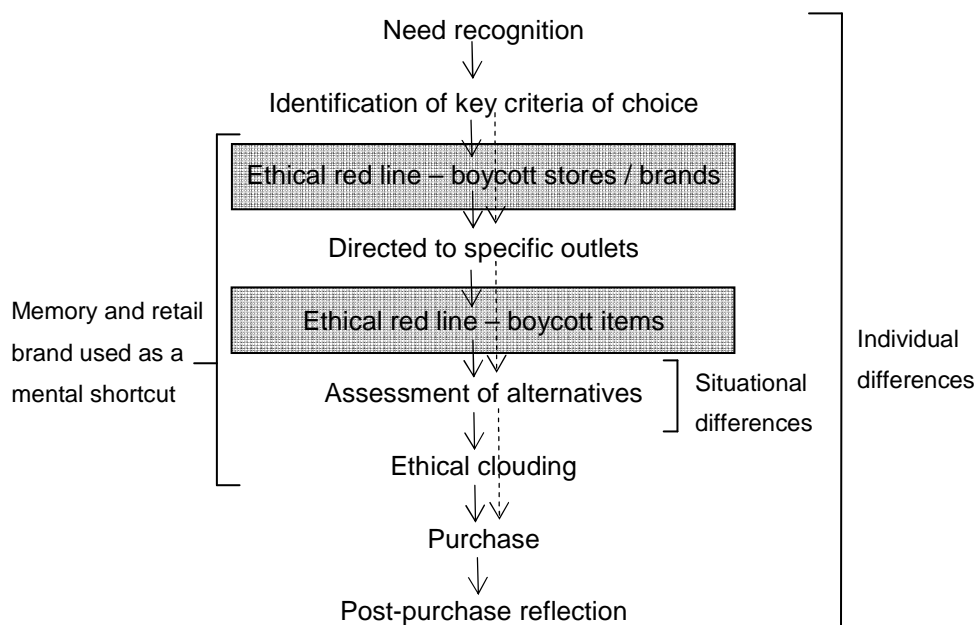 Need recognition
Identification of key criteria of choice
Ethical red line – boycott stores / brands
Directed to specific outlets
Ethical red line – boycott items
Memory and retail
brand used as a
mental shortcut
Assessment of alternatives
Situational
differences
Individual
differences
Ethical clouding
Purchase
Post-purchase reflection